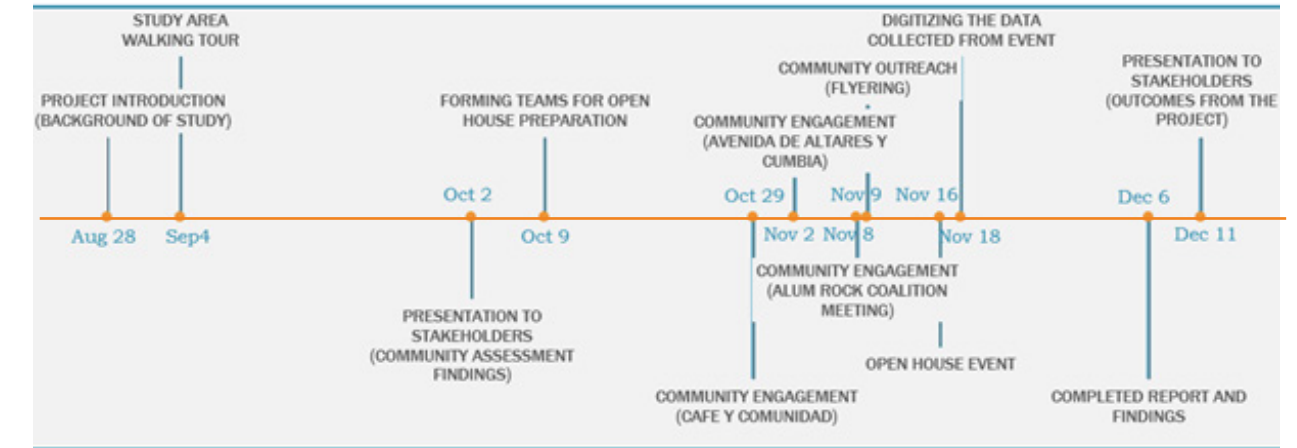 STUDY AREA
WALKING TOUR
DIGITIZING THE DATA
COLLECTED FROM EVENT
COMMUNITY OUTREACH
(FLYERING)
PRESENTATION TO
STAKEHOLDERS
(OUTCOMES FROM THE
PROJECT)
PROJECT INTRODUCTION
(BACKGROUND OF STUDY)
FORMING TEAMS FOR OPEN
HOUSE PREPARATION
COMMUNITY ENGAGEMENT
(AVENIDA DE ALTARES Y
CUMBIA)
Oct 2
Oct 29
Nov 9
Nov 16
Dec 6
Aug 28
Sep4
Oct 9
Nov 2
Nov 8
Nov 18
Dec 11
COMMUNITY ENGAGEMENT
(ALUM ROCK COALITION
MEETING)
PRESENTATION TO
STAKEHOLDERS
(COMMUNITY ASSESSMENT
FINDINGS)
OPEN HOUSE EVENT
COMMUNITY ENGAGEMENT
(CAFE Y COMUNIDAD)
COMPLETED REPORT AND
FINDINGS